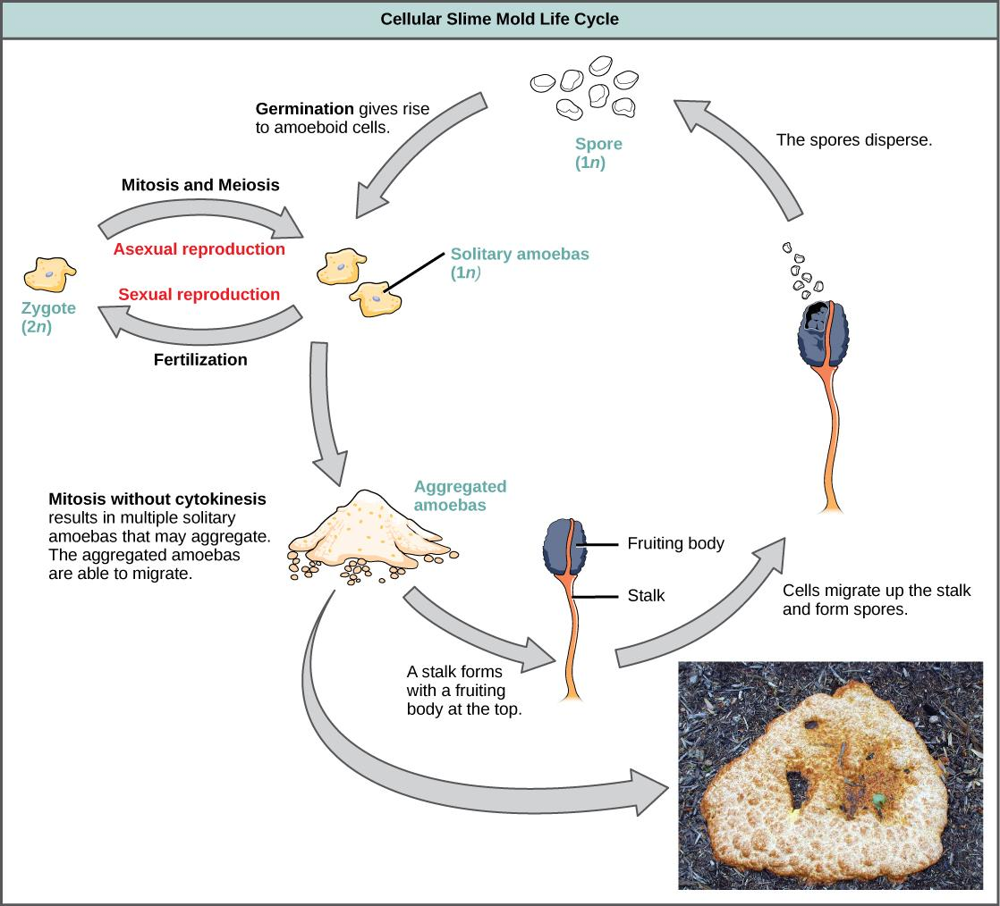 Cellular Slime Mold Life Cycle
Germination gives rise
to amoeboid cells.
Spore
(1n)
The spores disperse.
Mitosis and Meiosis
Asexual reproduction
Sexual reproduction
Zygote
(2n)
Fertilization
Solitary amoebas
(1n)
Mitosis without cytokinesis
results in multiple solitary
amoebas that may aggregate.
The aggregated amoebas
are able to migrate.
Aggregated
amoebas
Fruiting body
Stalk
A stalk forms
with a fruiting
body at the top.
Cells migrate up the stalk
and form spores.